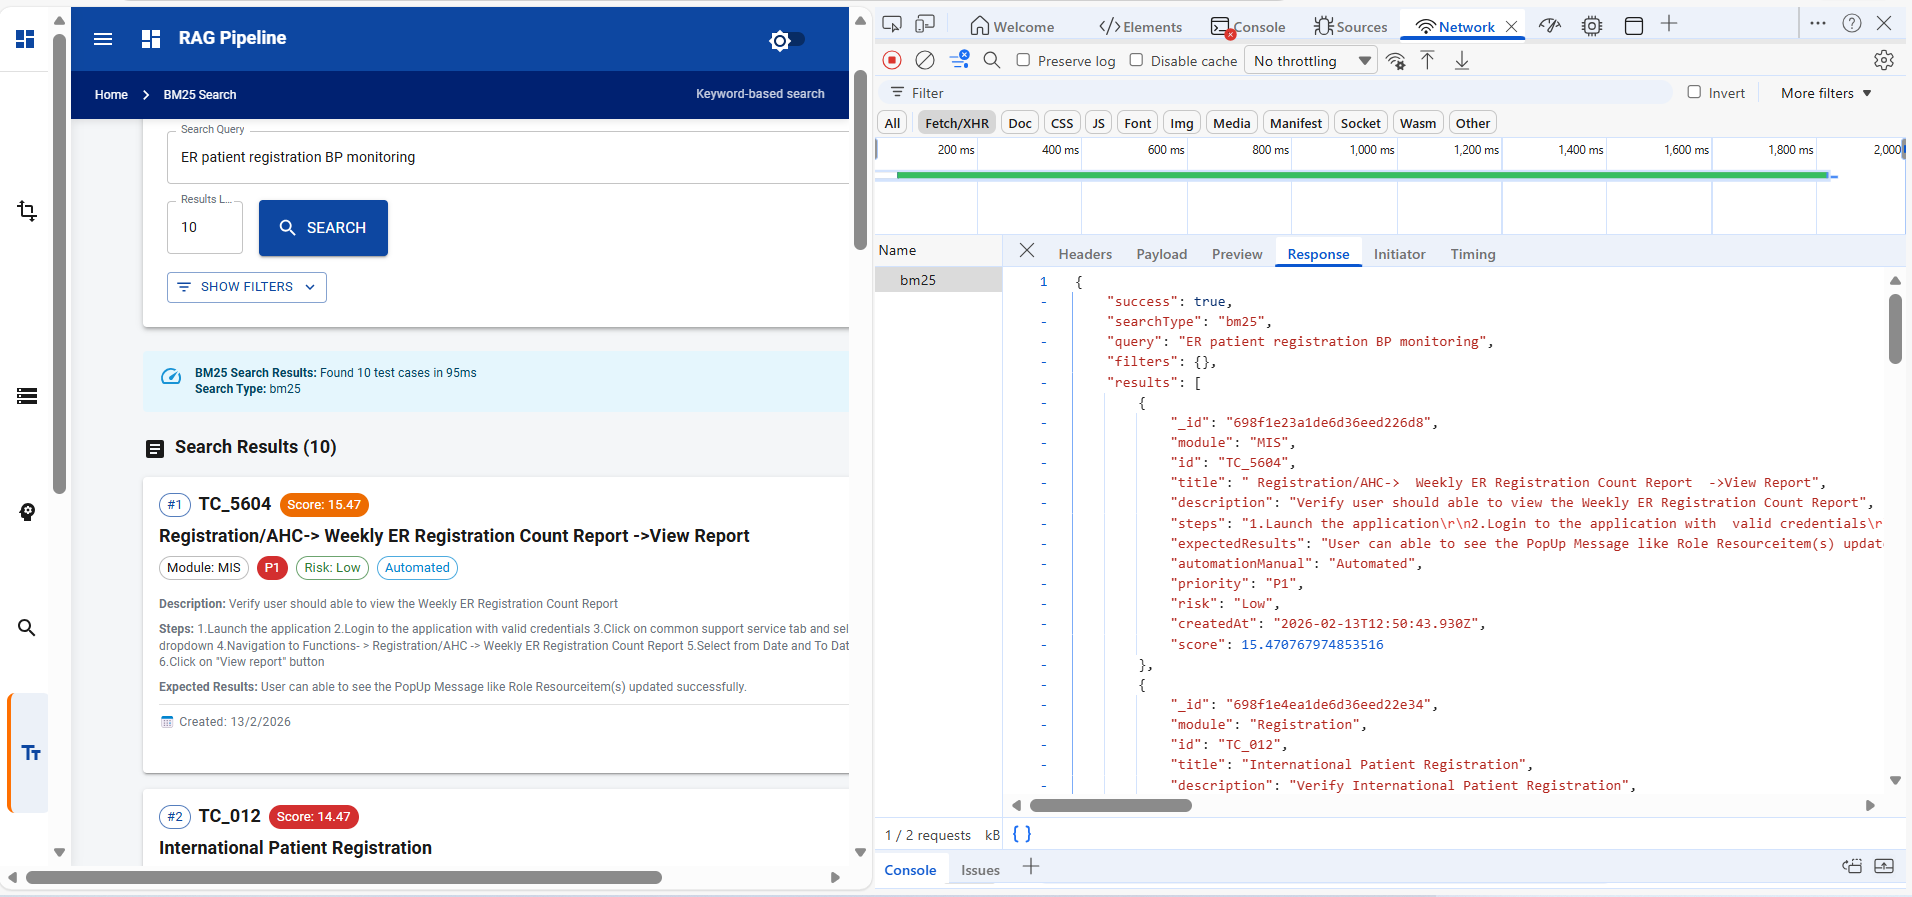 RAG Pipeline
Home
BM25 Search
Keyword-based search
Search Query
ER patient registration BP monitoring
Results L...
10
SEARCH
SHOW FILTERS
BM25 Search Results: Found 10 test cases in 95ms
Search Type: bm25
Search Results (10)
#1 TC_5604 Score: 15.47
Registration/AHC-> Weekly ER Registration Count Report ->View Report
Module: MIS P1 Risk: Low Automated
Description: Verify user should able to view the Weekly ER Registration Count Report
Steps: 1.Launch the application 2.Login to the application with valid credentials 3.Click on common support service tab and sel
dropdown 4.Navigation to Functions- > Registration/AHC -> Weekly ER Registration Count Report 5.Select from Date and To Dat
6.Click on "View report" button
Expected Results: User can able to see the PopUp Message like Role Resourceitem(s) updated successfully.
Created: 13/2/2026
#2 TC_012 Score: 14.47
International Patient Registration
Tт
Welcome
Elements
Console
Sources
Network
Preserve log
Disable cache
No throttling
Filter
Invert
More filters
All Fetch/XHR Doc CSS JS Font Img Media Manifest Socket Wasm Other
200 ms 400 ms 600 ms 800 ms 1,000 ms 1,200 ms 1,400 ms 1,600 ms 1,800 ms 2,000
Name
bm25
Headers Payload Preview Response Initiator Timing
1 {
- "success": true,
- "searchType": "bm25",
- "query": "ER patient registration BP monitoring",
- "filters": {},
- "results": [
- {
- "_id": "698f1e23a1de6d36eed226d8",
- "module": "MIS",
- "id": "TC_5604",
- "title": " Registration/AHC->  Weekly ER Registration Count Report  ->View Report",
- "description": "Verify user should able to view the Weekly ER Registration Count Report",
- "steps": "1.Launch the application\r\n2.Login to the application with  valid credentials\r
- "expectedResults": "User can able to see the PopUp Message like Role Resourceitem(s) updat
- "automationManual": "Automated",
- "priority": "P1",
- "risk": "Low",
- "createdAt": "2026-02-13T12:50:43.930Z",
- "score": 15.470767974853516
- },
- {
- "_id": "698f1e4ea1de6d36eed22e34",
- "module": "Registration",
- "id": "TC_012",
- "title": "International Patient Registration",
- "description": "Verify International Patient Registration",
1 / 2 requests kB { }
Console Issues